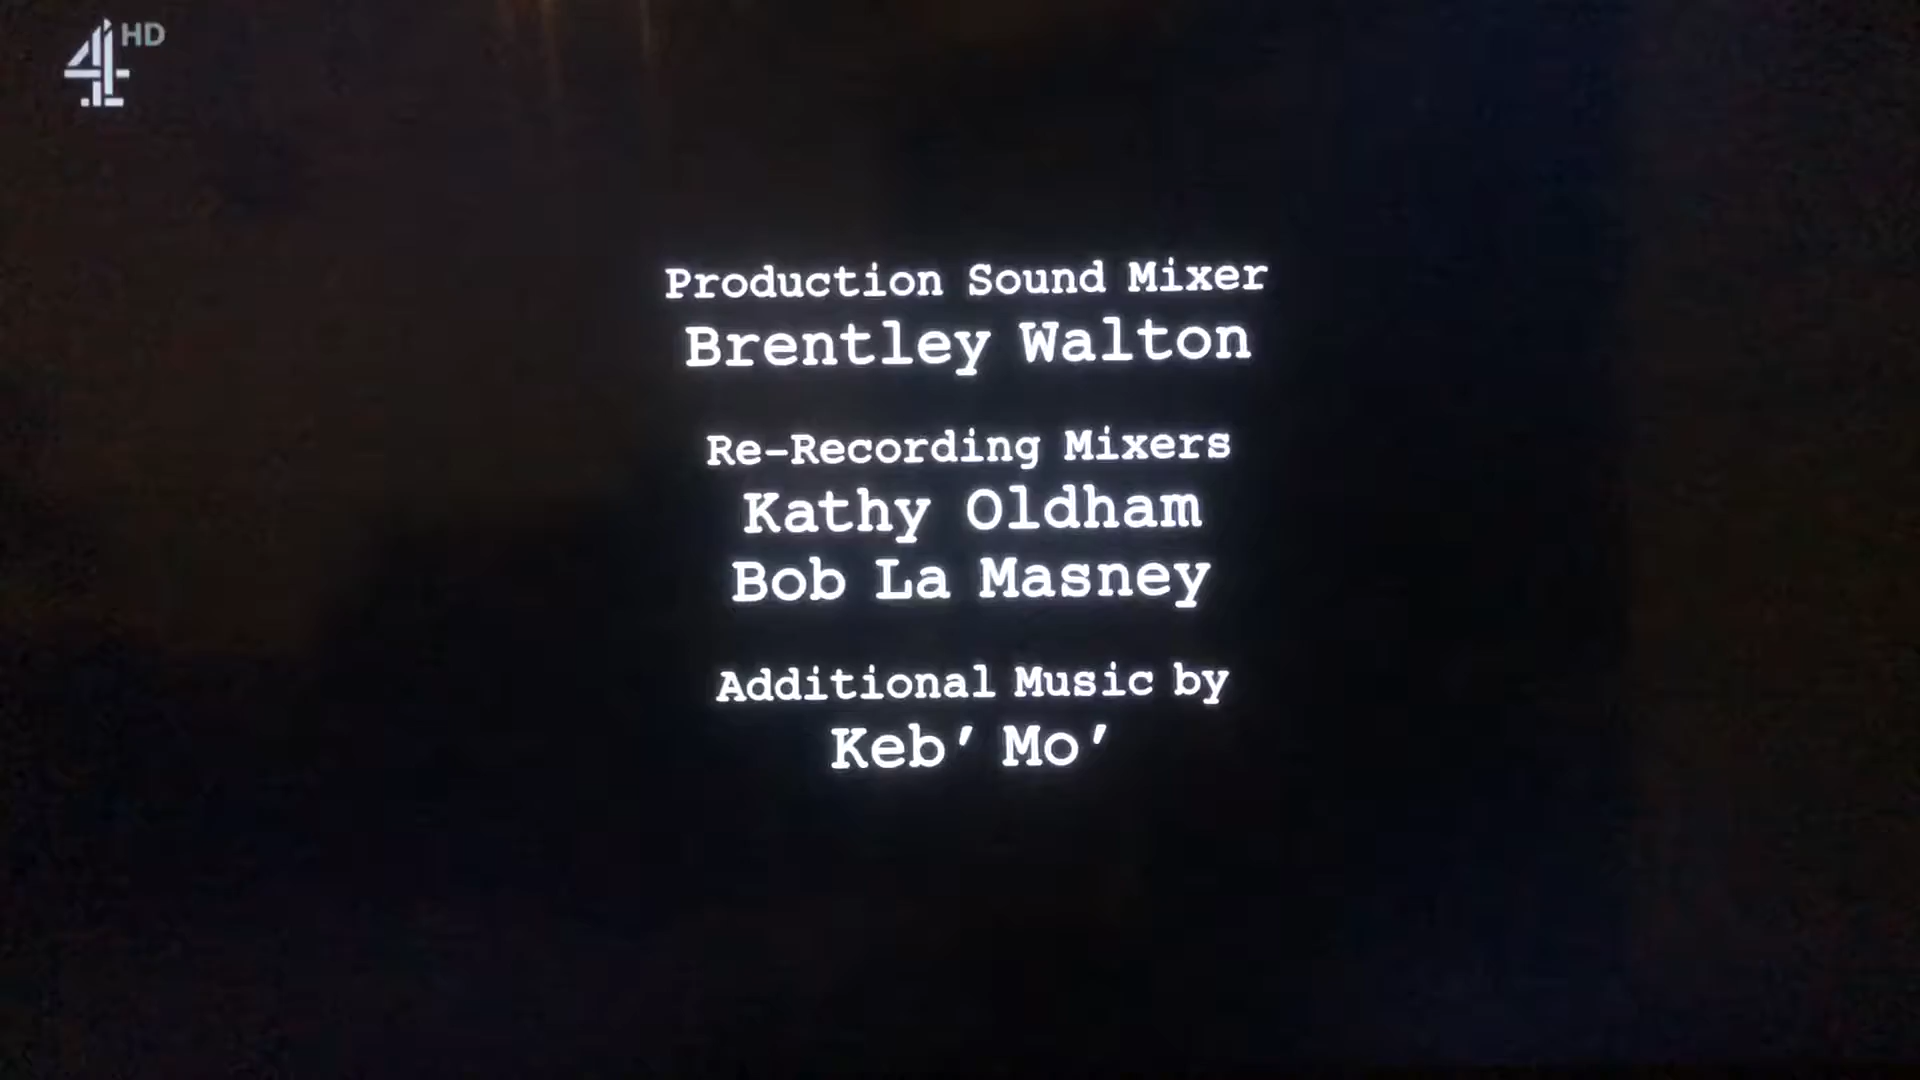 4 HD
Production Sound Mixer
Brentley Walton
Re-Recording Mixers
Kathy Oldham
Bob La Masney
Additional Music by
Keb' Mo'